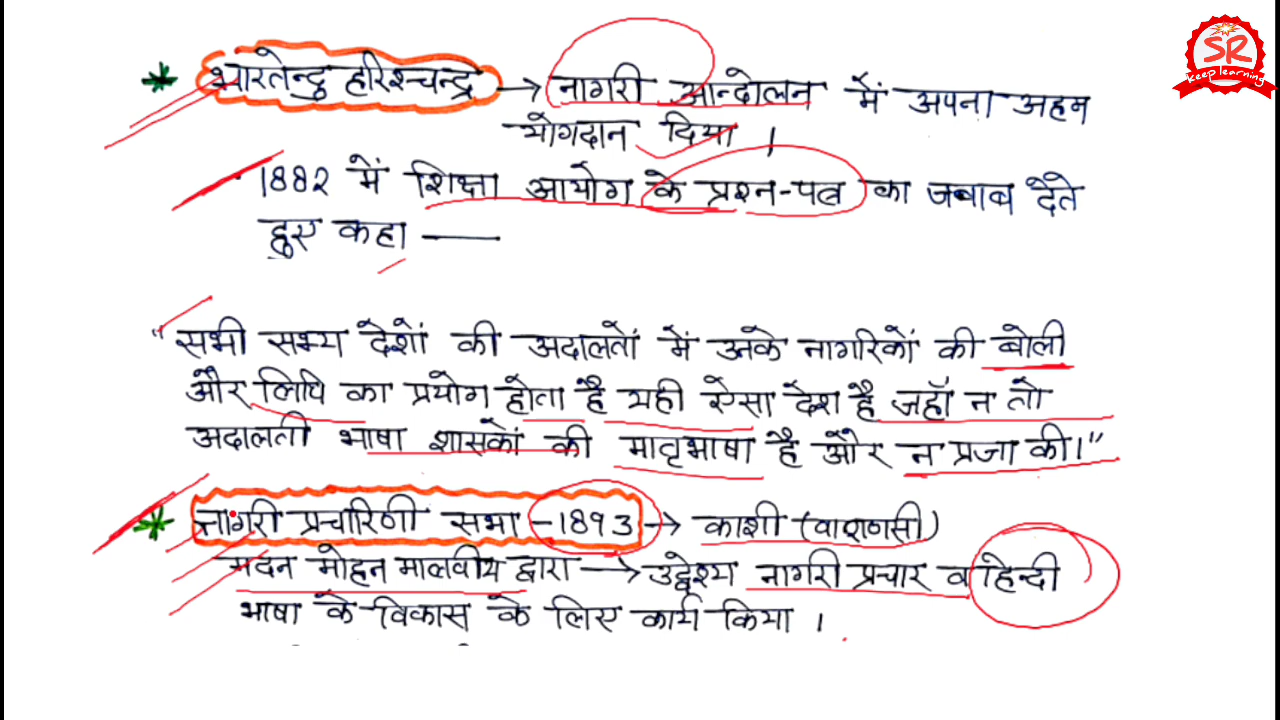 SR
keep learning
* भारतेन्दु हरिश्चन्द्र → नागरी आन्दोलन में अपना अहम
योगदान दिया ।
1882 में शिक्षा आयोग के प्रश्न-पत्र का जबाब देते
हुए कहा —
"सभी सभ्य देशों की अदालतों में उनके नागरिकों की बोली
और लिपि का प्रयोग होता है यही ऐसा देश है जहाँ न तो
अदालती भाषा शासकों की मातृभाषा है और न प्रजा की।"
* नागरी प्रचारिणी सभा - 1893 → काशी (वाराणसी)
मदन मोहन मालवीय द्वारा → उद्देश्य नागरी प्रचार व हिन्दी
भाषा के विकास के लिए कार्य किया ।